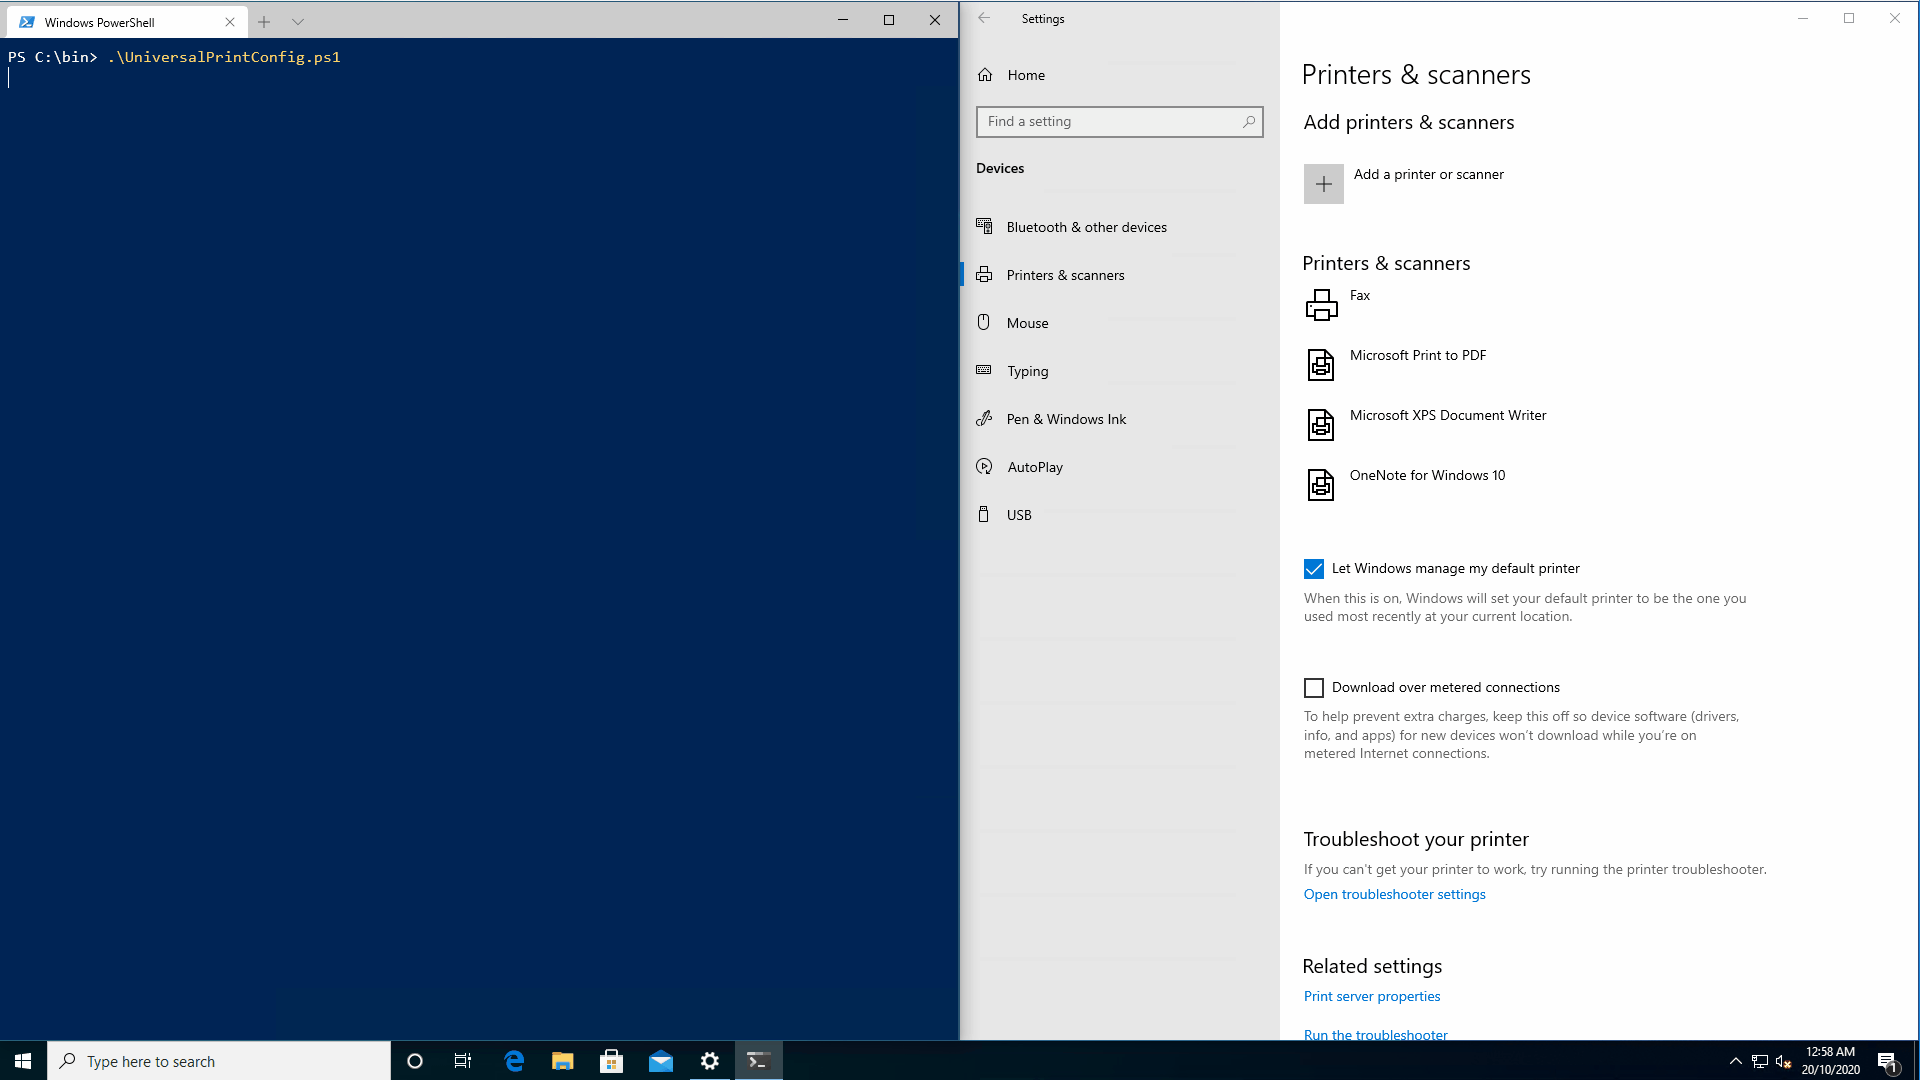 Windows PowerShell
PS C:\bin> .\UniversalPrintConfig.ps1
Settings
Home
Find a setting
Devices
Bluetooth & other devices
Printers & scanners
Mouse
Typing
Pen & Windows Ink
AutoPlay
USB
Printers & scanners
Add printers & scanners
Add a printer or scanner
Printers & scanners
Fax
Microsoft Print to PDF
Microsoft XPS Document Writer
OneNote for Windows 10
Let Windows manage my default printer
When this is on, Windows will set your default printer to be the one you
used most recently at your current location.
Download over metered connections
To help prevent extra charges, keep this off so device software (drivers,
info, and apps) for new devices won't download while you're on
metered Internet connections.
Troubleshoot your printer
If you can't get your printer to work, try running the printer troubleshooter.
Open troubleshooter settings
Related settings
Print server properties
Run the troubleshooter
Type here to search
12:58 AM
20/10/2020
1